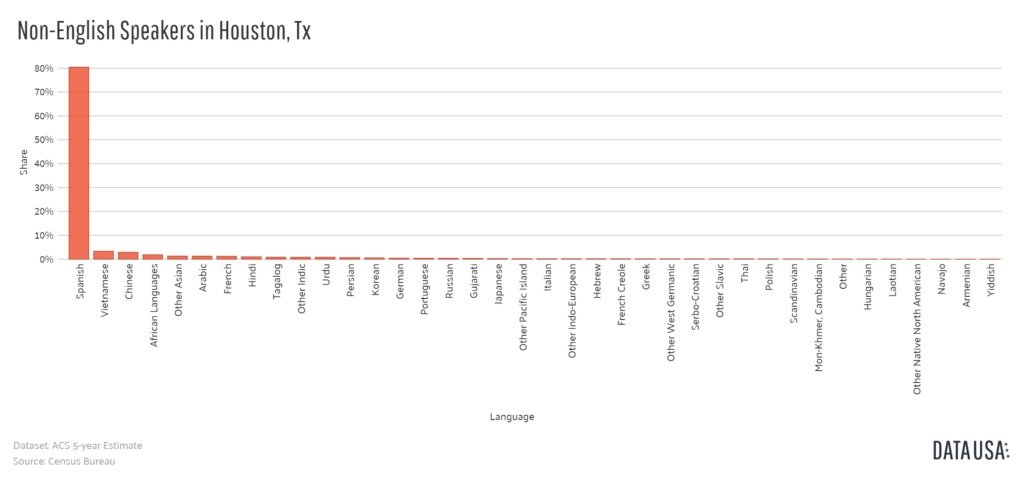 Non-English Speakers in Houston, Tx
80%
70%
60%
50%
40%
30%
20%
10%
0%
Share
Spanish
Vietnamese
Chinese
African Languages
Other Asian
Arabic
French
Hindi
Tagalog
Other Indic
Urdu
Persian
Korean
German
Portuguese
Russian
Gujarati
Japanese
Other Pacific Island
Italian
Other Indo-European
Hebrew
French Creole
Greek
Other West Germanic
Serbo-Croatian
Other Slavic
Thai
Polish
Scandinavian
Mon-Khmer, Cambodian
Other
Hungarian
Laotian
Other Native North American
Navajo
Armenian
Yiddish
Language
Dataset: ACS 5-year Estimate
Source: Census Bureau
DATA USA: